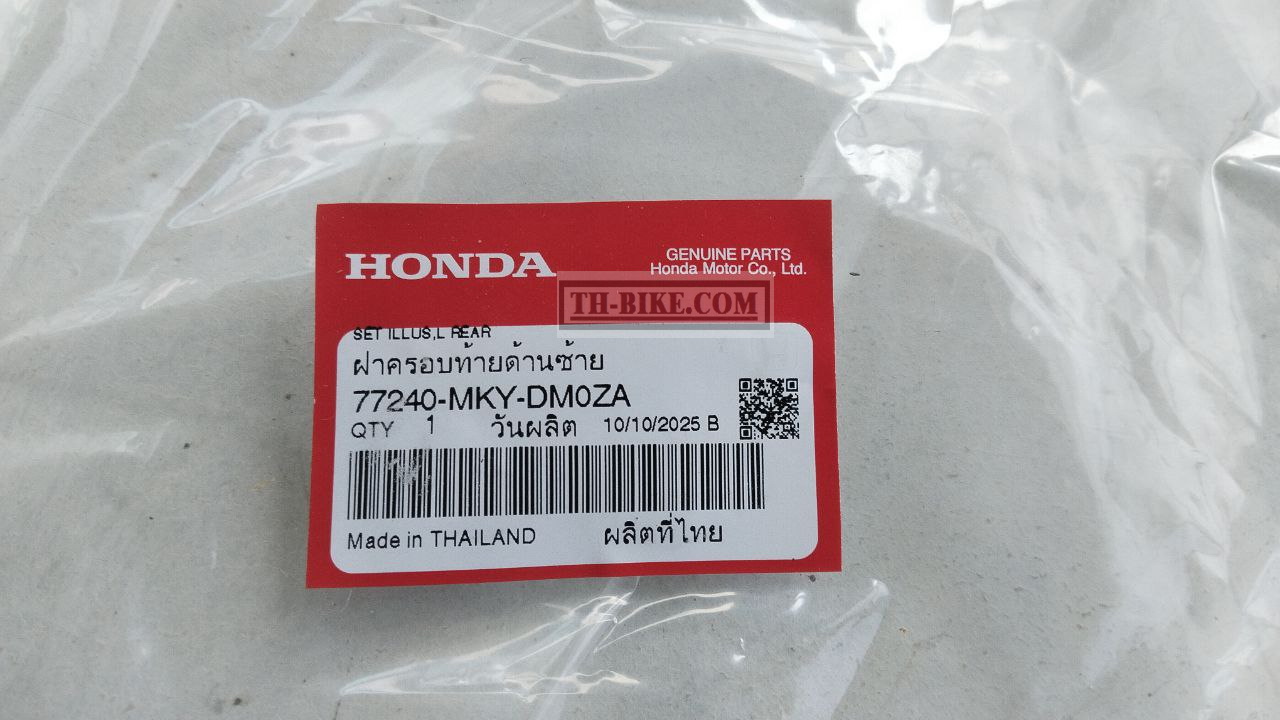 HONDA
GENUINE PARTS
Honda Motor Co., Ltd.
TH-BIKE.COM
SET ILLUS,L REAR
ฝาครอบท้ายด้านซ้าย
77240-MKY-DM0ZA
QTY 1 วันผลิต 10/10/2025 B
Made in THAILAND ผลิตที่ไทย